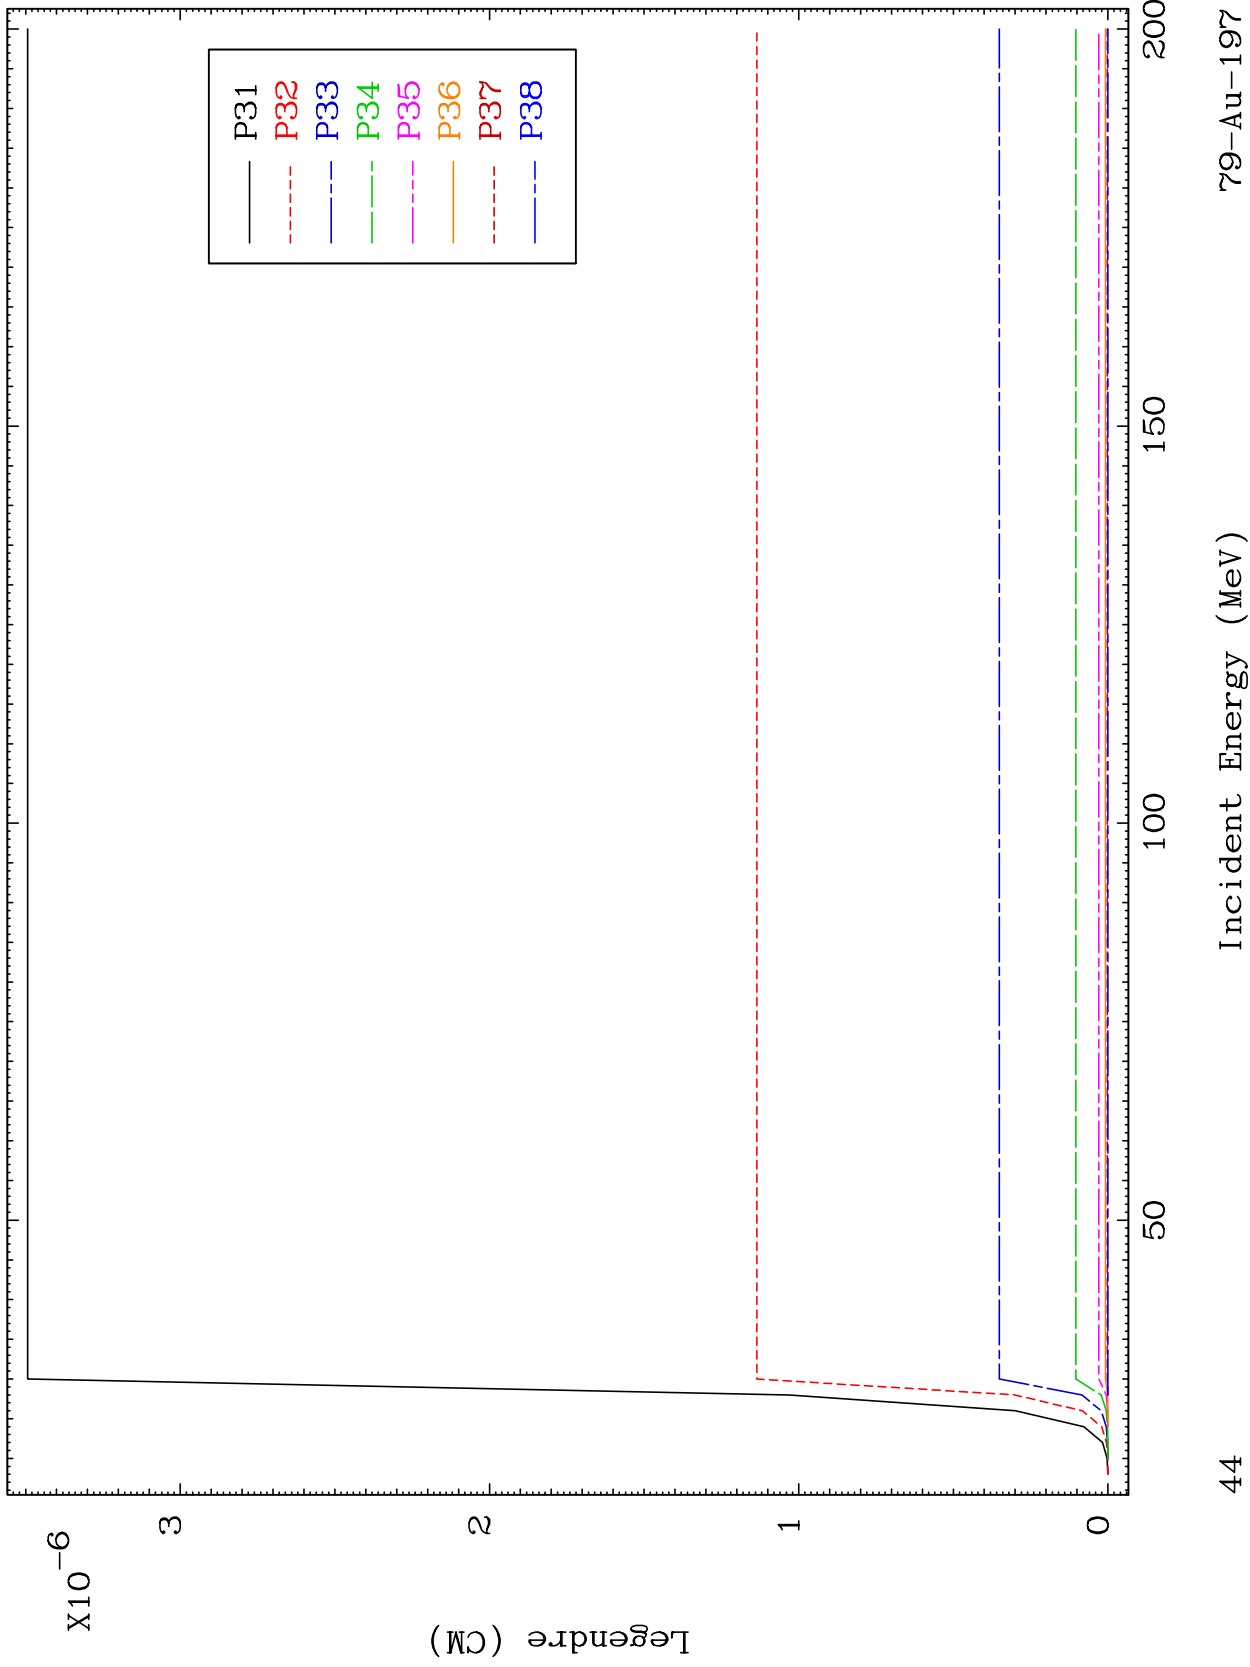 X10-6
3
2
1
0
Legendre (CM)
P31
P32
P33
P34
P35
P36
P37
P38
50
100
150
200
Incident Energy (MeV)
44
79-Au-197